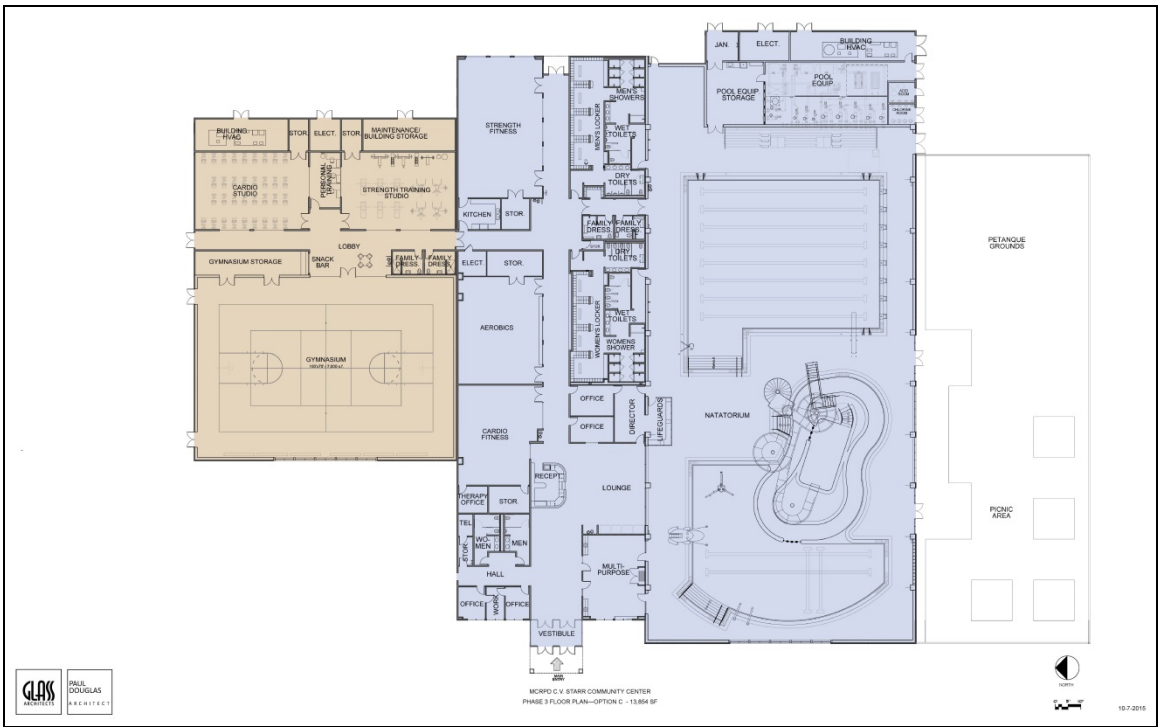 JAN.
ELECT.
BUILDING
HVAC
POOL EQUIP.
STORAGE
POOL
EQUIP.
ACID
ROOM
CHLORINE
ROOM
STRENGTH
FITNESS
MEN'S LOCKER
MEN'S
SHOWERS
WET
TOILETS
DRY
TOILETS
BUILDING
HVAC
STOR.
ELECT.
STOR.
MAINTENANCE/
BUILDING STORAGE
CARDIO
STUDIO
PERSONAL
TRAINING
STRENGTH TRAINING
STUDIO
KITCHEN
STOR.
FAMILY
DRESS.
FAMILY
DRESS.
LOBBY
GYMNASIUM STORAGE
SNACK
BAR
FAMILY
DRESS.
FAMILY
DRESS.
ELECT.
STOR.
DRY
TOILETS
WOMEN'S LOCKER
WET
TOILETS
WOMENS
SHOWER
AEROBICS
GYMNASIUM
PETANQUE
GROUNDS
OFFICE
OFFICE
DIRECTOR
LIFEGUARDS
NATATORIUM
CARDIO
FITNESS
RECEPT.
LOUNGE
THERAPY
OFFICE
STOR.
TEL
STOR.
WO-
MEN
MEN
HALL
OFFICE
WORK
OFFICE
MULTI-
PURPOSE
VESTIBULE
MAIN
ENTRY
PICNIC
AREA
GLASS
ARCHITECTS
PAUL
DOUGLAS
ARCHITECT
MCRPD C.V. STARR COMMUNITY CENTER
PHASE 3 FLOOR PLAN—OPTION C - 13,854 SF
NORTH
10-7-2015